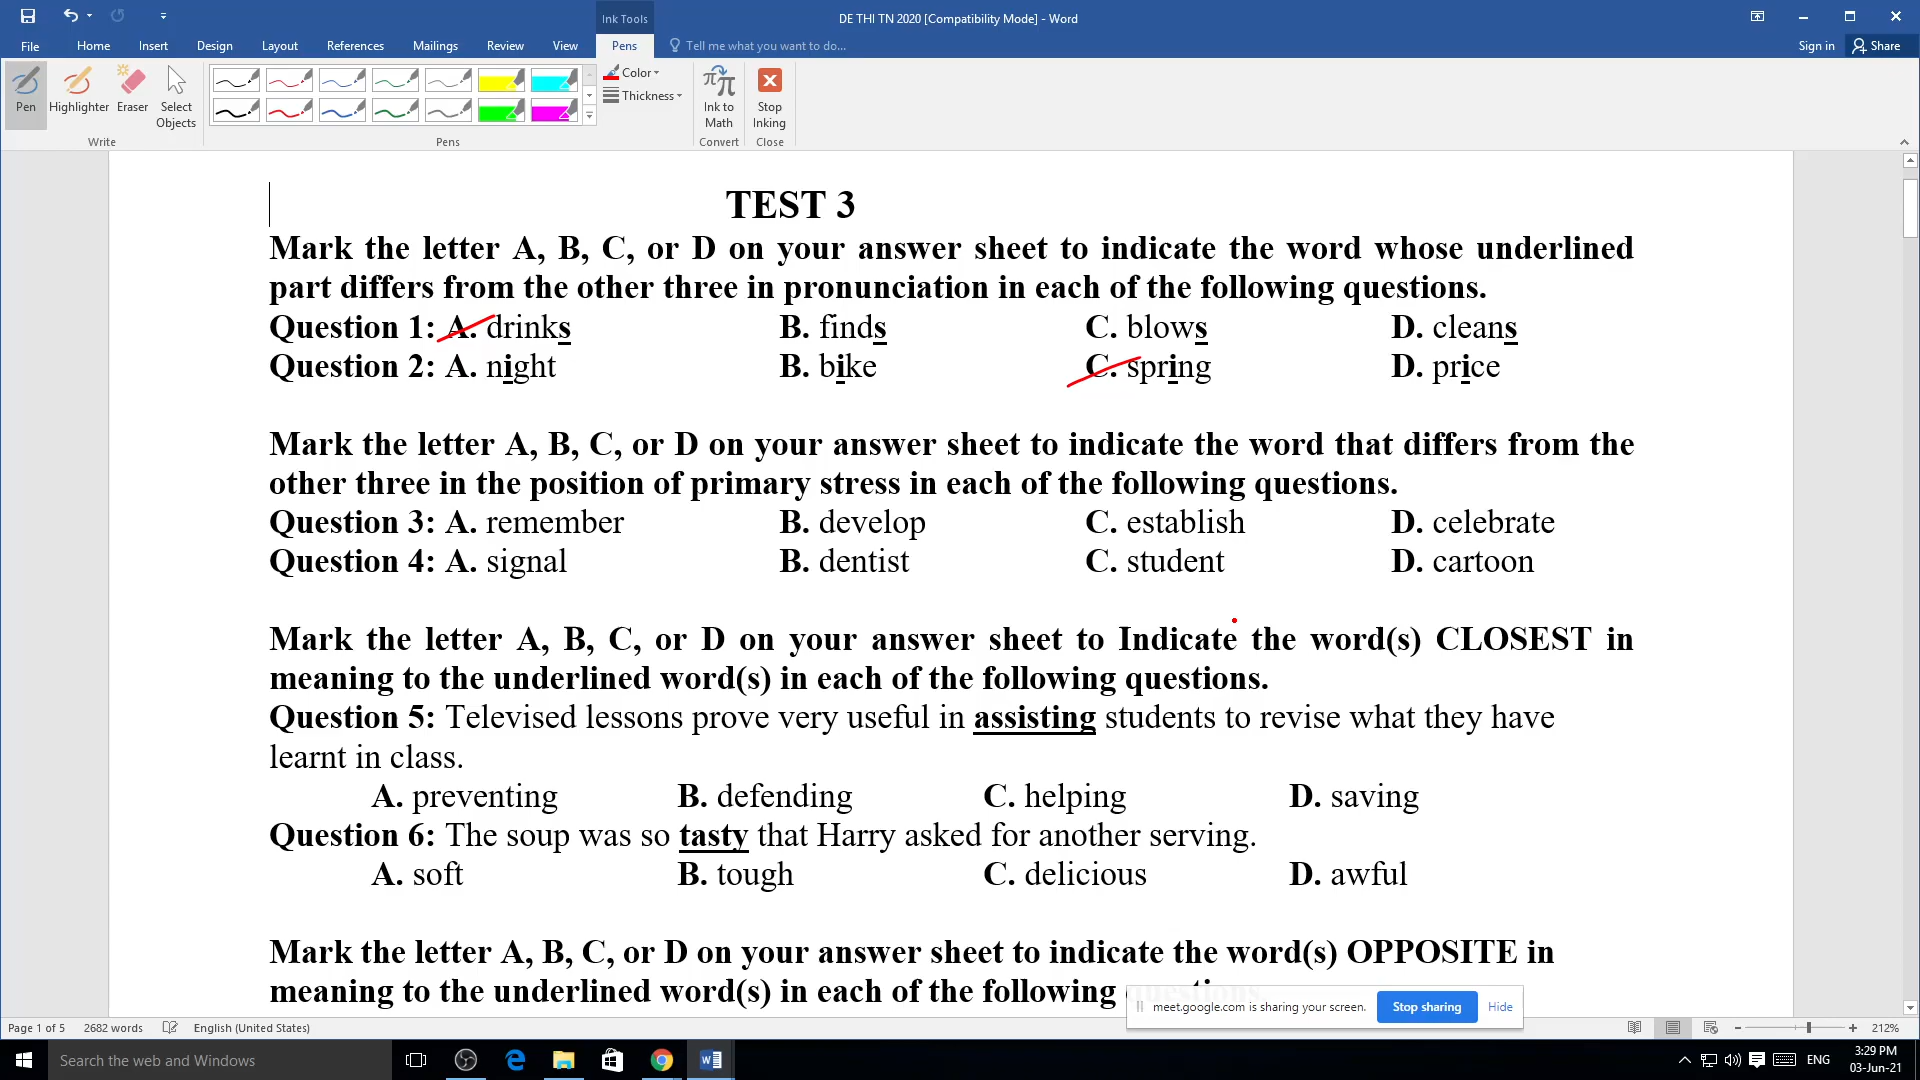 Ink Tools
DE THI TN 2020 [Compatibility Mode] - Word
File Home Insert Design Layout References Mailings Review View Pens Tell me what you want to do... Sign in Share
Pen Highlighter Eraser Select Objects
Color
Thickness
Ink to Math
Stop Inking
Write Pens Convert Close
TEST 3
Mark the letter A, B, C, or D on your answer sheet to indicate the word whose underlined
part differs from the other three in pronunciation in each of the following questions.
Question 1: A. drinks B. finds C. blows D. cleans
Question 2: A. night B. bike C. spring D. price
Mark the letter A, B, C, or D on your answer sheet to indicate the word that differs from the
other three in the position of primary stress in each of the following questions.
Question 3: A. remember B. develop C. establish D. celebrate
Question 4: A. signal B. dentist C. student D. cartoon
Mark the letter A, B, C, or D on your answer sheet to Indicate the word(s) CLOSEST in
meaning to the underlined word(s) in each of the following questions.
Question 5: Televised lessons prove very useful in assisting students to revise what they have
learnt in class.
A. preventing B. defending C. helping D. saving
Question 6: The soup was so tasty that Harry asked for another serving.
A. soft B. tough C. delicious D. awful
Mark the letter A, B, C, or D on your answer sheet to indicate the word(s) OPPOSITE in
meaning to the underlined word(s) in each of the following
meet.google.com is sharing your screen. Stop sharing Hide
Page 1 of 5 2682 words English (United States) 212%
Search the web and Windows
ENG
3:29 PM
03-Jun-21